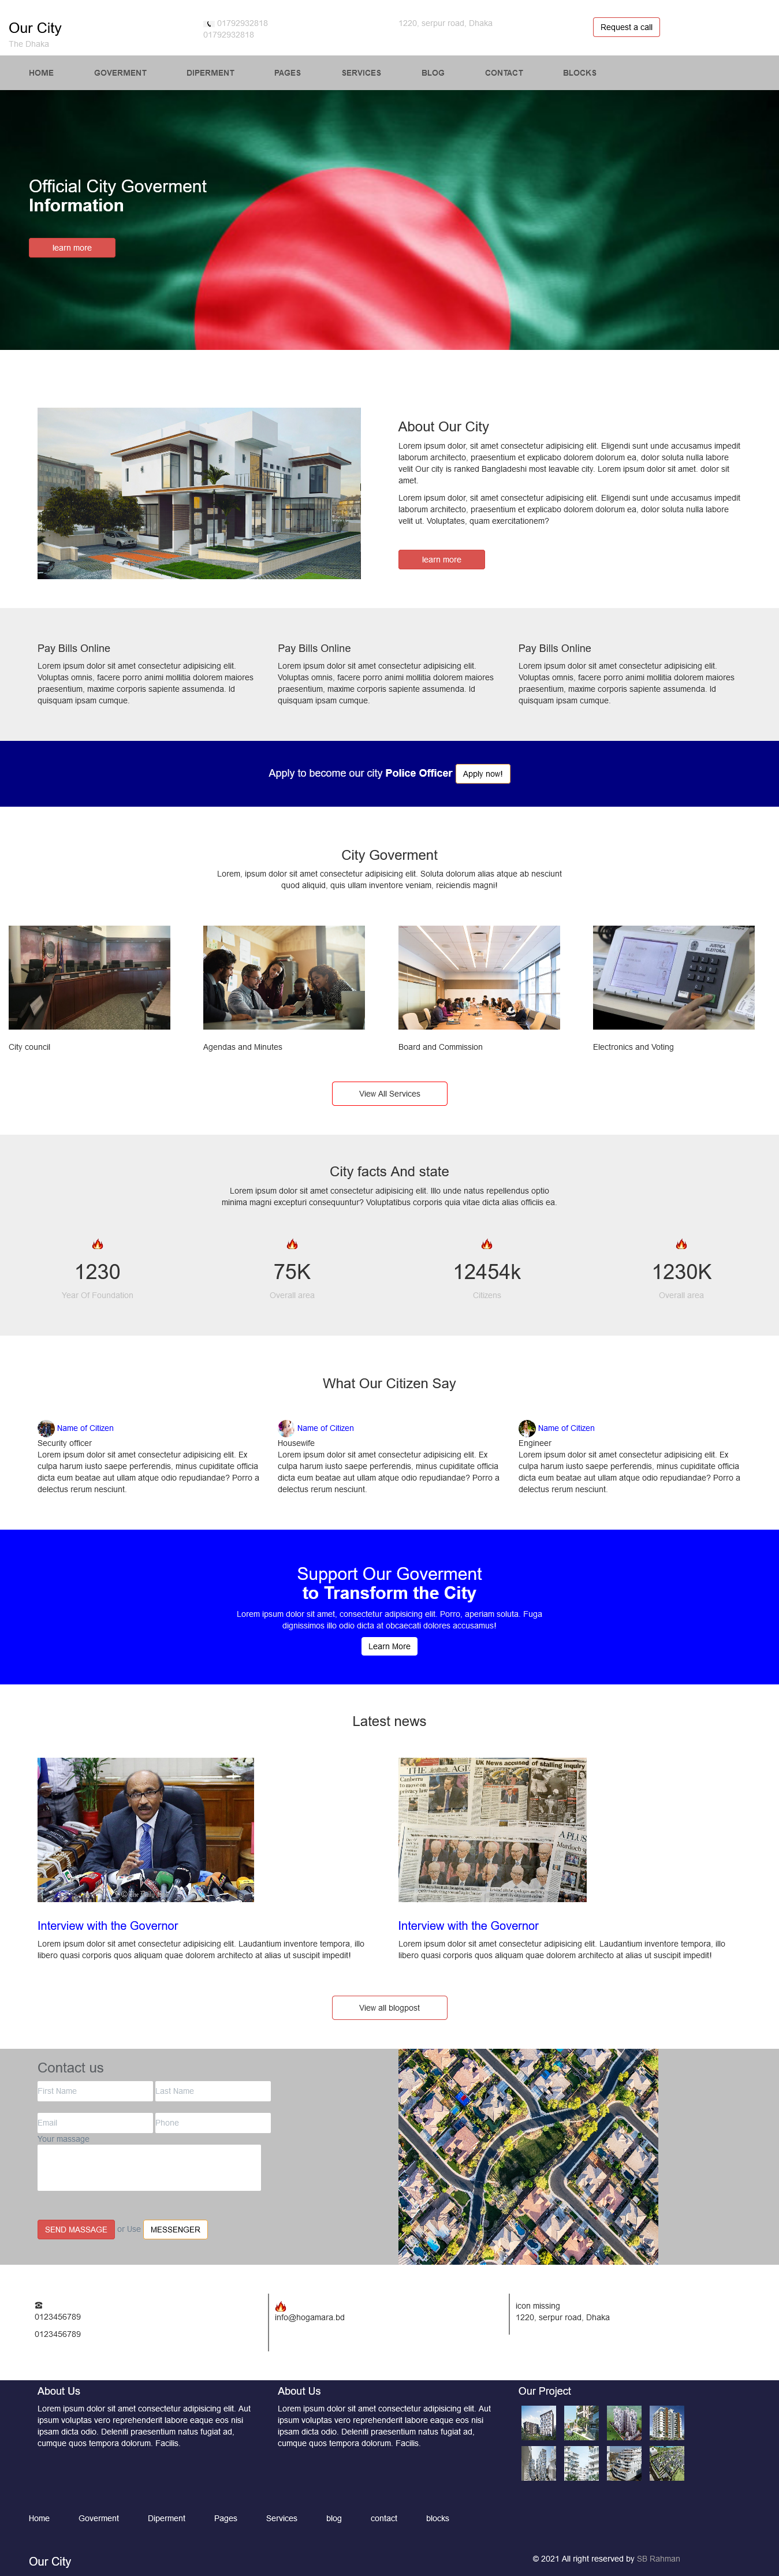 Our City
The Dhaka
01792932818
01792932818
1220, serpur road, Dhaka
Request a call
HOME GOVERMENT DIPERMENT PAGES SERVICES BLOG CONTACT BLOCKS
Official City Goverment
Information
learn more
About Our City
Lorem ipsum dolor, sit amet consectetur adipisicing elit. Eligendi sunt unde accusamus impedit
laborum architecto, praesentium et explicabo dolorem dolorum ea, dolor soluta nulla labore
velit Our city is ranked Bangladeshi most leavable city. Lorem ipsum dolor sit amet. dolor sit
amet.
Lorem ipsum dolor, sit amet consectetur adipisicing elit. Eligendi sunt unde accusamus impedit
laborum architecto, praesentium et explicabo dolorem dolorum ea, dolor soluta nulla labore
velit ut. Voluptates, quam exercitationem?
learn more
Pay Bills Online
Lorem ipsum dolor sit amet consectetur adipisicing elit.
Voluptas omnis, facere porro animi mollitia dolorem maiores
praesentium, maxime corporis sapiente assumenda. Id
quisquam ipsam cumque.
Pay Bills Online
Lorem ipsum dolor sit amet consectetur adipisicing elit.
Voluptas omnis, facere porro animi mollitia dolorem maiores
praesentium, maxime corporis sapiente assumenda. Id
quisquam ipsam cumque.
Pay Bills Online
Lorem ipsum dolor sit amet consectetur adipisicing elit.
Voluptas omnis, facere porro animi mollitia dolorem maiores
praesentium, maxime corporis sapiente assumenda. Id
quisquam ipsam cumque.
Apply to become our city Police Officer Apply now!
City Goverment
Lorem, ipsum dolor sit amet consectetur adipisicing elit. Soluta dolorum alias atque ab nesciunt
quod aliquid, quis ullam inventore veniam, reiciendis magni!
JUSTIÇA
ELEITORAL
City council
Agendas and Minutes
Board and Commission
Electronics and Voting
View All Services
City facts And state
Lorem ipsum dolor sit amet consectetur adipisicing elit. Illo unde natus repellendus optio
minima magni excepturi consequuntur? Voluptatibus corporis quia vitae dicta alias officiis ea.
1230
Year Of Foundation
75K
Overall area
12454k
Citizens
1230K
Overall area
What Our Citizen Say
Name of Citizen
Security officer
Lorem ipsum dolor sit amet consectetur adipisicing elit. Ex
culpa harum iusto saepe perferendis, minus cupiditate officia
dicta eum beatae aut ullam atque odio repudiandae? Porro a
delectus rerum nesciunt.
Name of Citizen
Housewife
Lorem ipsum dolor sit amet consectetur adipisicing elit. Ex
culpa harum iusto saepe perferendis, minus cupiditate officia
dicta eum beatae aut ullam atque odio repudiandae? Porro a
delectus rerum nesciunt.
Name of Citizen
Engineer
Lorem ipsum dolor sit amet consectetur adipisicing elit. Ex
culpa harum iusto saepe perferendis, minus cupiditate officia
dicta eum beatae aut ullam atque odio repudiandae? Porro a
delectus rerum nesciunt.
Support Our Goverment
to Transform the City
Lorem ipsum dolor sit amet, consectetur adipisicing elit. Porro, aperiam soluta. Fuga
dignissimos illo odio dicta at obcaecati dolores accusamus!
Learn More
Latest news
THE AGE
UK News accused of stalling inquiry
Canberra
to move on
privacy law
A PLUS
Interview with the Governor
Lorem ipsum dolor sit amet consectetur adipisicing elit. Laudantium inventore tempora, illo
libero quasi corporis quos aliquam quae dolorem architecto at alias ut suscipit impedit!
Interview with the Governor
Lorem ipsum dolor sit amet consectetur adipisicing elit. Laudantium inventore tempora, illo
libero quasi corporis quos aliquam quae dolorem architecto at alias ut suscipit impedit!
View all blogpost
Contact us
First Name Last Name
Email Phone
Your massage
SEND MASSAGE or Use MESSENGER
0123456789
0123456789
info@hogamara.bd
icon missing
1220, serpur road, Dhaka
About Us
Lorem ipsum dolor sit amet consectetur adipisicing elit. Aut
ipsum voluptas vero reprehenderit labore eaque eos nisi
ipsam dicta odio. Deleniti praesentium natus fugiat ad,
cumque quos tempora dolorum. Facilis.
About Us
Lorem ipsum dolor sit amet consectetur adipisicing elit. Aut
ipsum voluptas vero reprehenderit labore eaque eos nisi
ipsam dicta odio. Deleniti praesentium natus fugiat ad,
cumque quos tempora dolorum. Facilis.
Our Project
Home Goverment Diperment Pages Services blog contact blocks
Our City
© 2021 All right reserved by SB Rahman